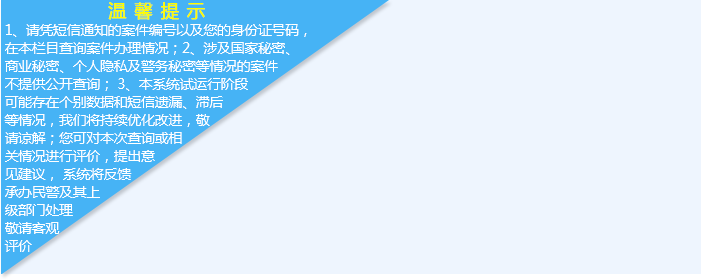 温馨提示
1、请凭短信通知的案件编号以及您的身份证号码，
在本栏目查询案件办理情况；2、涉及国家秘密、
商业秘密、个人隐私及警务秘密等情况的案件
不提供公开查询； 3、本系统试运行阶段
可能存在个别数据和短信遗漏、滞后
等情况，我们将持续优化改进，敬
请谅解；您可对本次查询或相
关情况进行评价，提出意
见建议， 系统将反馈
承办民警及其上
级部门处理
敬请客观
评价